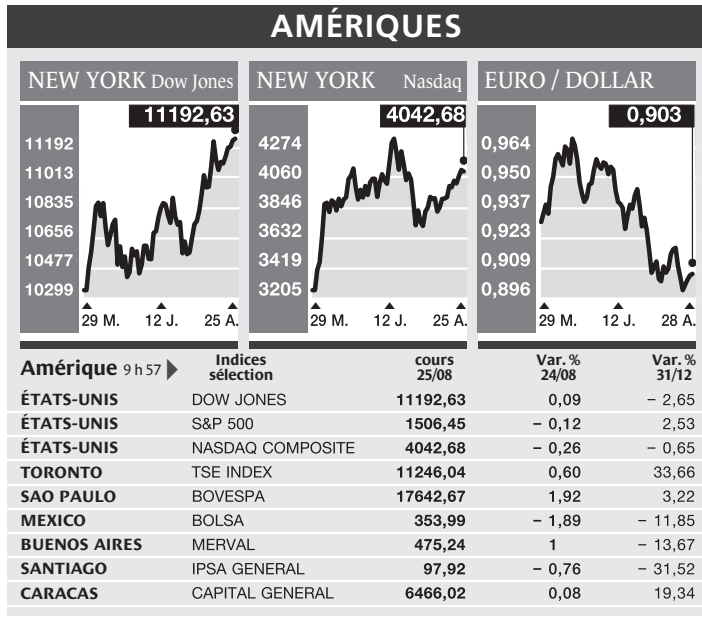 AMÉRIQUES
NEW YORK Dow Jones
11192,63
11192
11013
10835
10656
10477
10299
29 M. 12 J. 25 A.
NEW YORK Nasdaq
4042,68
4274
4060
3846
3632
3419
3205
29 M. 12 J. 25 A.
EURO / DOLLAR
0,903
0,964
0,950
0,937
0,923
0,909
0,896
29 M. 12 J. 28 A.
Amérique 9 h 57 Indices sélection cours 25/08 Var. % 24/08 Var. % 31/12
ÉTATS-UNIS DOW JONES 11192,63 0,09 – 2,65
ÉTATS-UNIS S&P 500 1506,45 – 0,12 2,53
ÉTATS-UNIS NASDAQ COMPOSITE 4042,68 – 0,26 – 0,65
TORONTO TSE INDEX 11246,04 0,60 33,66
SAO PAULO BOVESPA 17642,67 1,92 3,22
MEXICO BOLSA 353,99 – 1,89 – 11,85
BUENOS AIRES MERVAL 475,24 1 – 13,67
SANTIAGO IPSA GENERAL 97,92 – 0,76 – 31,52
CARACAS CAPITAL GENERAL 6466,02 0,08 19,34